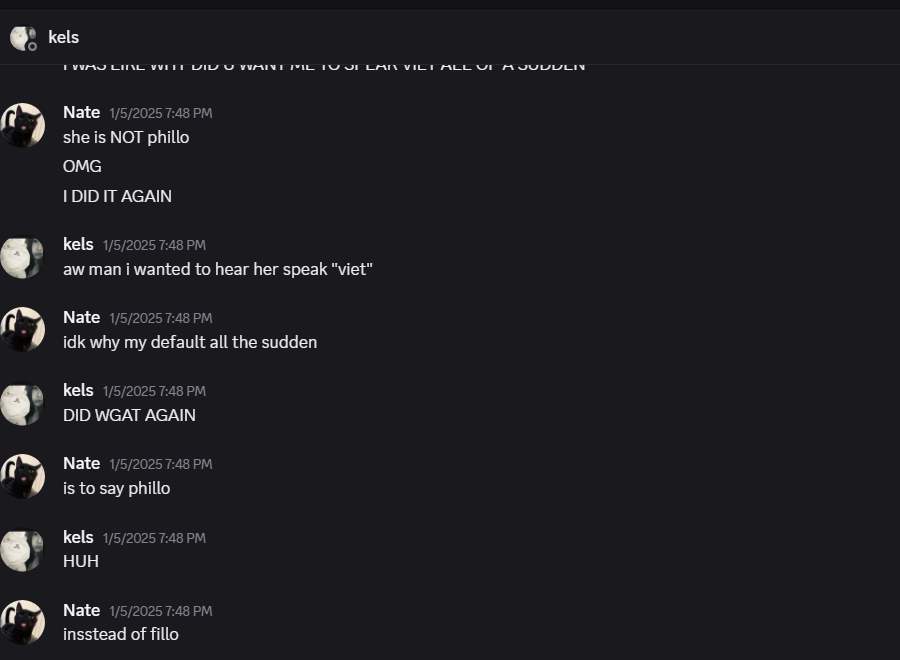 kels
I WAS LIKE WHY DID U WANT ME TO SPEAK VIET ALL OF A SUDDEN
Nate 1/5/2025 7:48 PM
she is NOT phillo
OMG
I DID IT AGAIN
kels 1/5/2025 7:48 PM
aw man i wanted to hear her speak "viet"
Nate 1/5/2025 7:48 PM
idk why my default all the sudden
kels 1/5/2025 7:48 PM
DID WGAT AGAIN
Nate 1/5/2025 7:48 PM
is to say phillo
kels 1/5/2025 7:48 PM
HUH
Nate 1/5/2025 7:48 PM
insstead of fillo